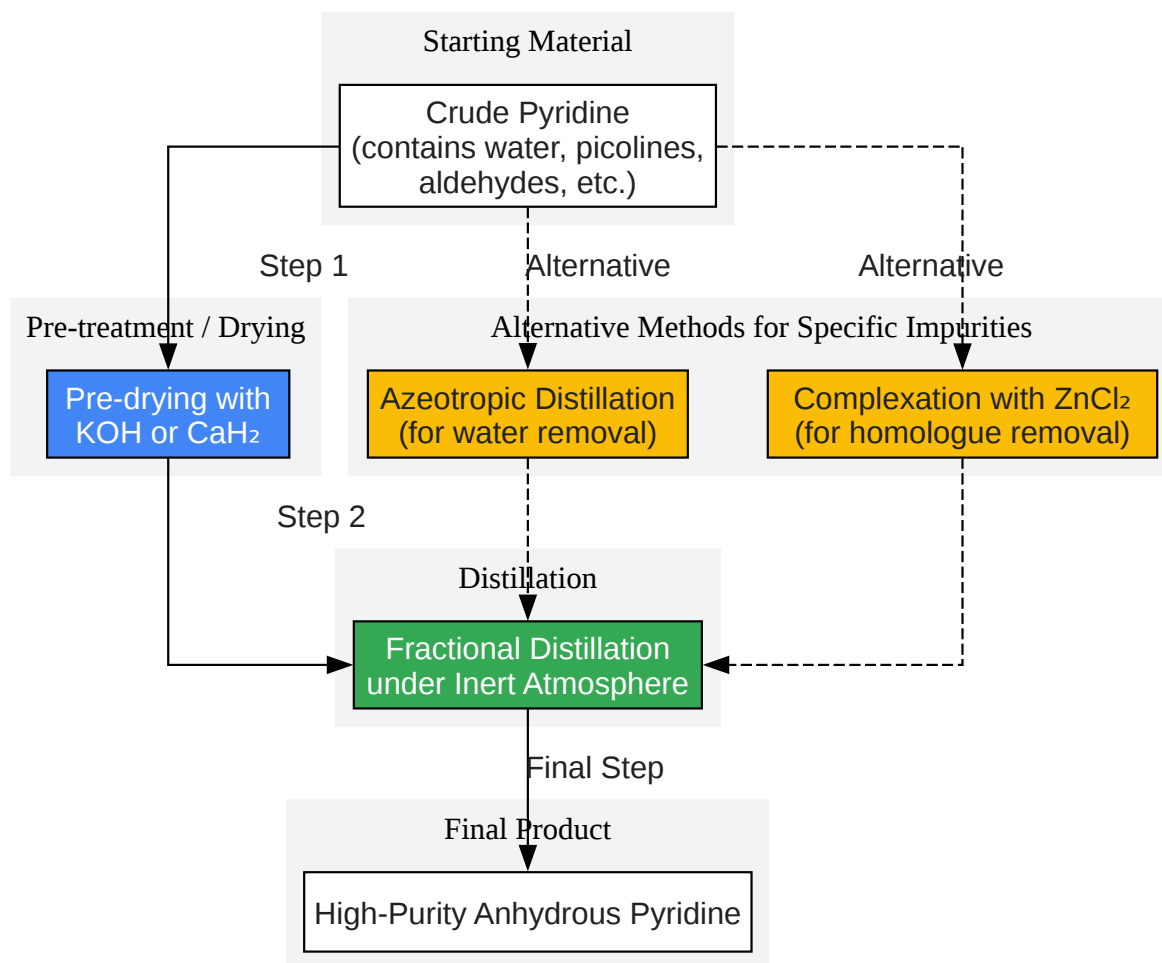 Starting Material
Crude Pyridine
(contains water, picolines,
aldehydes, etc.)
Step 1
Alternative
Alternative
Pre-treatment / Drying
Alternative Methods for Specific Impurities
Pre-drying with
KOH or CaH₂
Azeotropic Distillation
(for water removal)
Complexation with ZnCl₂
(for homologue removal)
Step 2
Distillation
Fractional Distillation
under Inert Atmosphere
Final Step
Final Product
High-Purity Anhydrous Pyridine